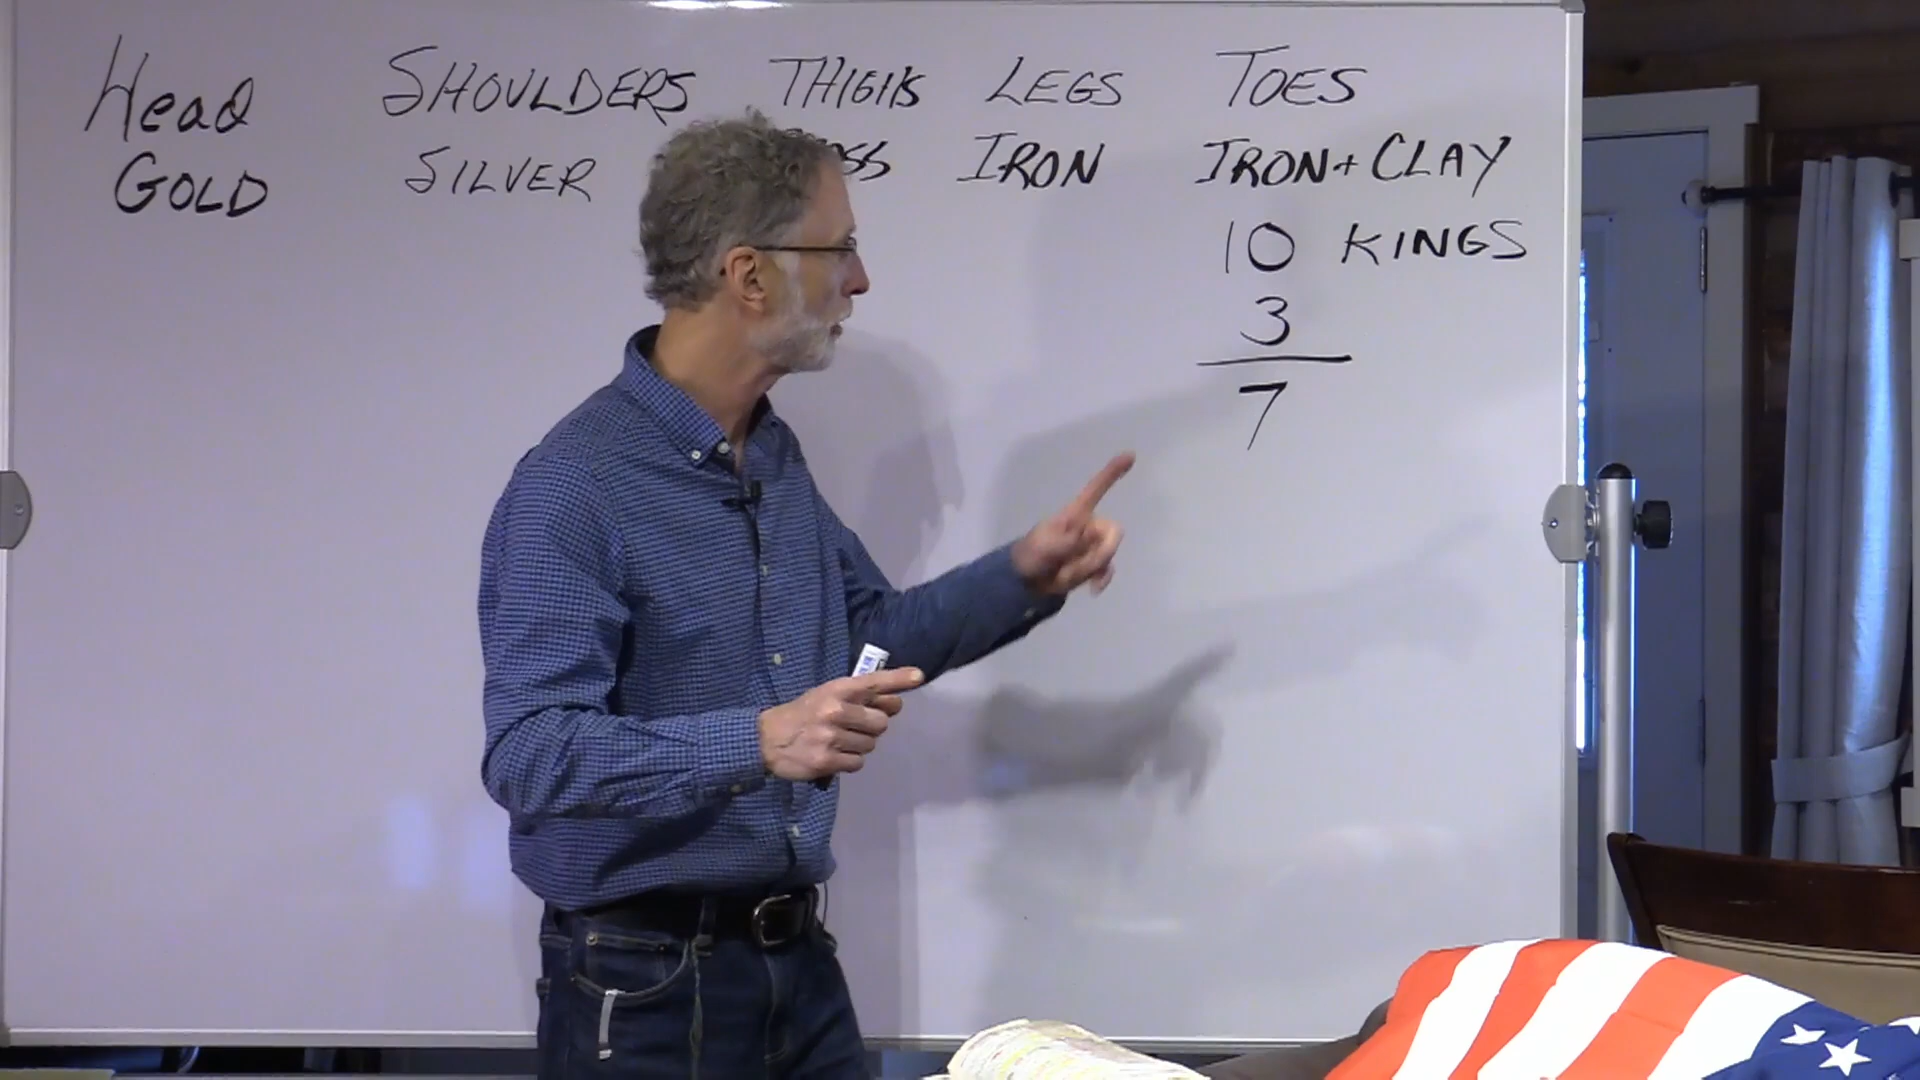 Head SHOULDERS THIGHS LEGS TOES
GOLD SILVER IRON IRON + CLAY
10 KINGS
3
7